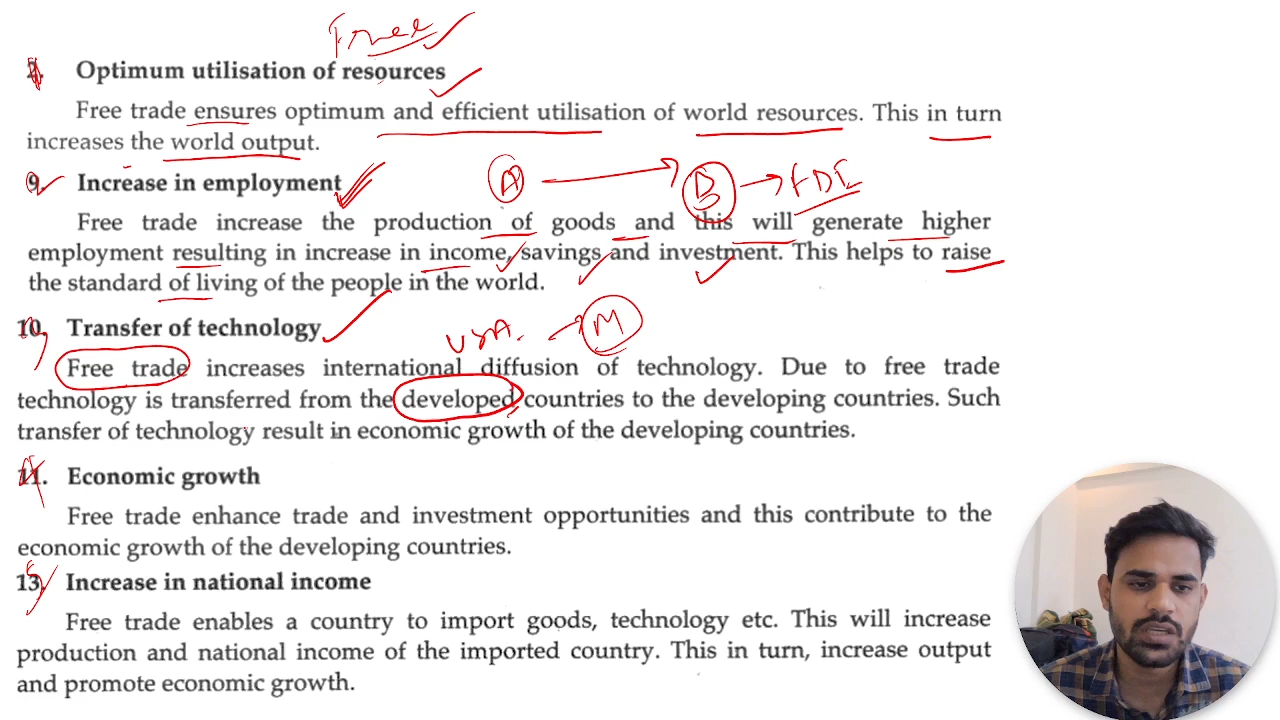 Free
Optimum utilisation of resources
Free trade ensures optimum and efficient utilisation of world resources. This in turn
increases the world output.
9. Increase in employment
A B FDI
Free trade increase the production of goods and this will generate higher
employment resulting in increase in income, savings and investment. This helps to raise
the standard of living of the people in the world.
10. Transfer of technology
USA. M
Free trade increases international diffusion of technology. Due to free trade
technology is transferred from the developed countries to the developing countries. Such
transfer of technology result in economic growth of the developing countries.
11. Economic growth
Free trade enhance trade and investment opportunities and this contribute to the
economic growth of the developing countries.
13. Increase in national income
Free trade enables a country to import goods, technology etc. This will increase
production and national income of the imported country. This in turn, increase output
and promote economic growth.